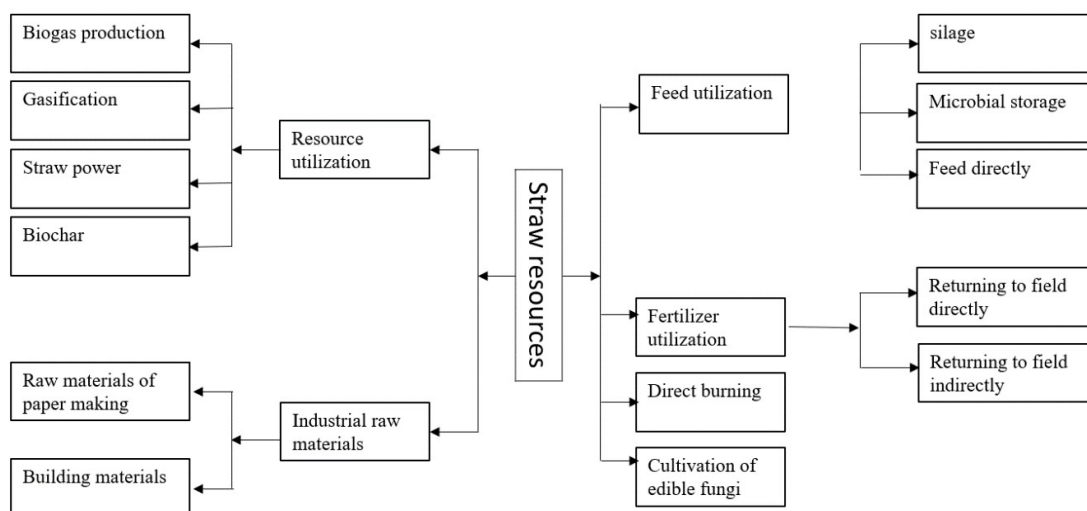 Biogas production
Gasification
Straw power
Biochar
Resource
utilization
Raw materials of
paper making
Building materials
Industrial raw
materials
Straw resources
Feed utilization
silage
Microbial storage
Feed directly
Fertilizer
utilization
Returning to field
directly
Returning to field
indirectly
Direct burning
Cultivation of
edible fungi